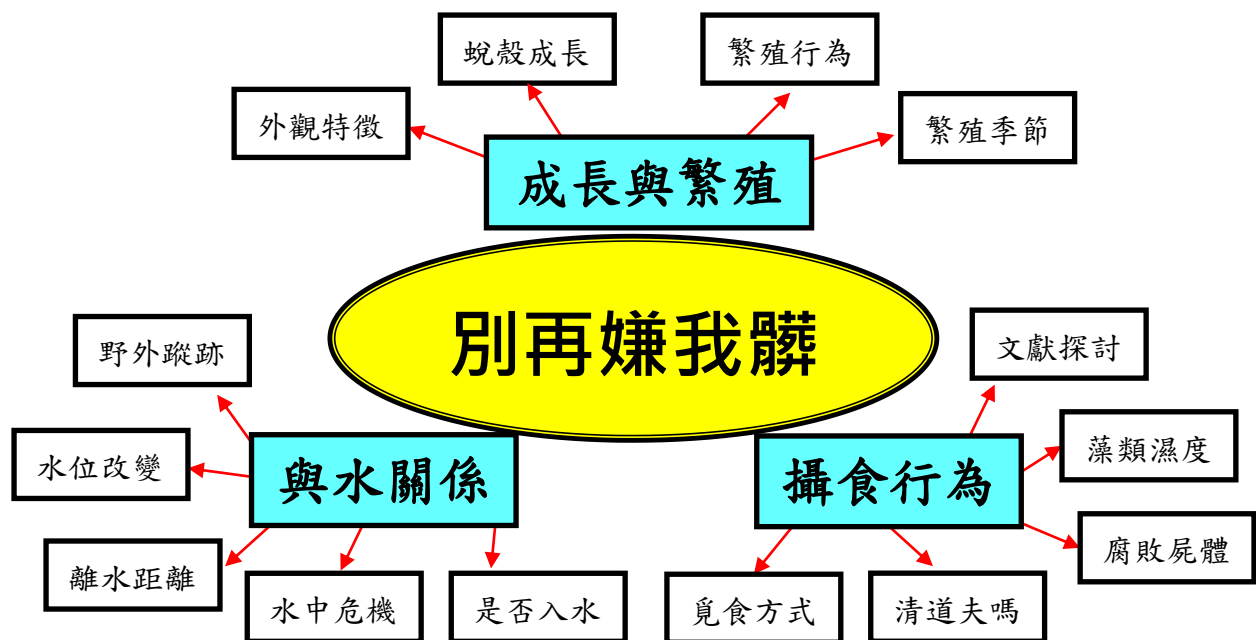 蛻殼成長
繁殖行為
外觀特徵
繁殖季節
成長與繁殖
別再嫌我髒
野外蹤跡
文獻探討
水位改變
與水關係
攝食行為
藻類濕度
離水距離
水中危機
是否入水
覓食方式
清道夫嗎
腐敗屍體